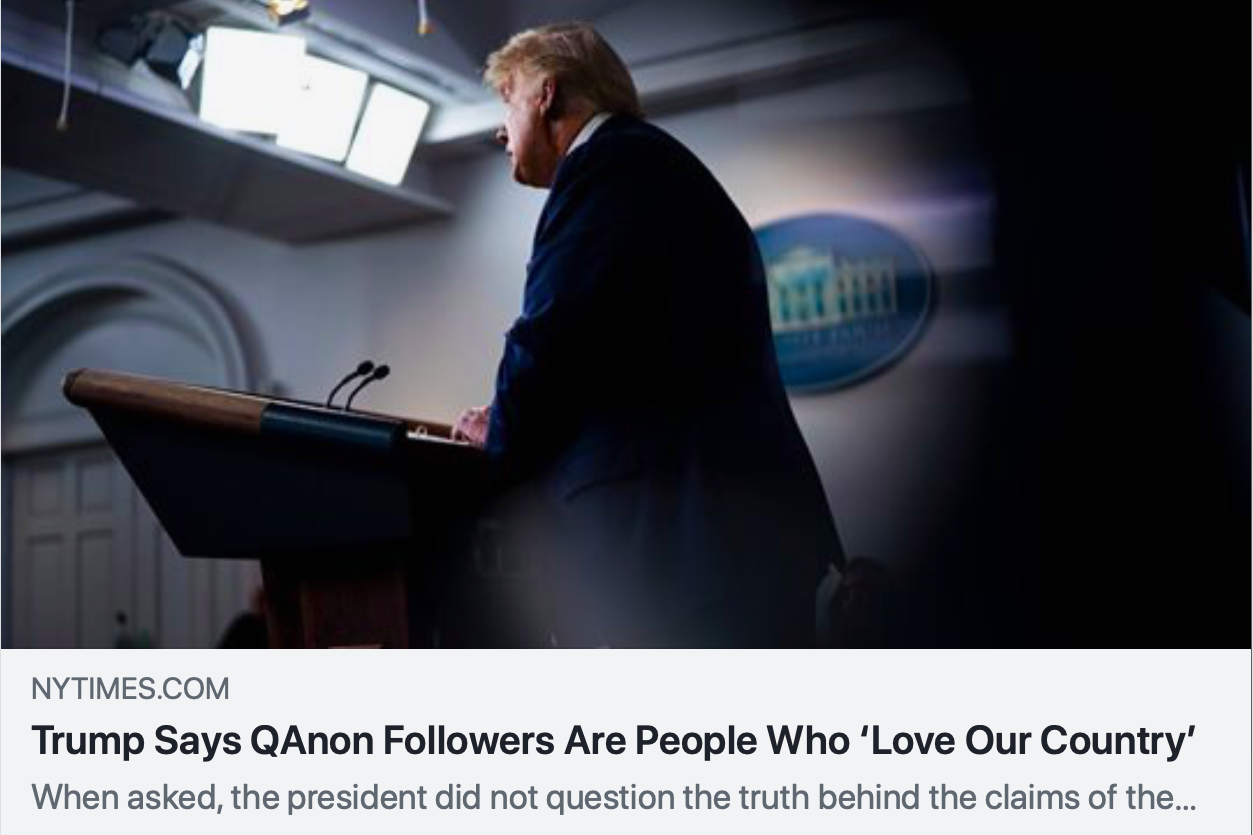 NYTIMES.COM
Trump Says QAnon Followers Are People Who ‘Love Our Country’
When asked, the president did not question the truth behind the claims of the...